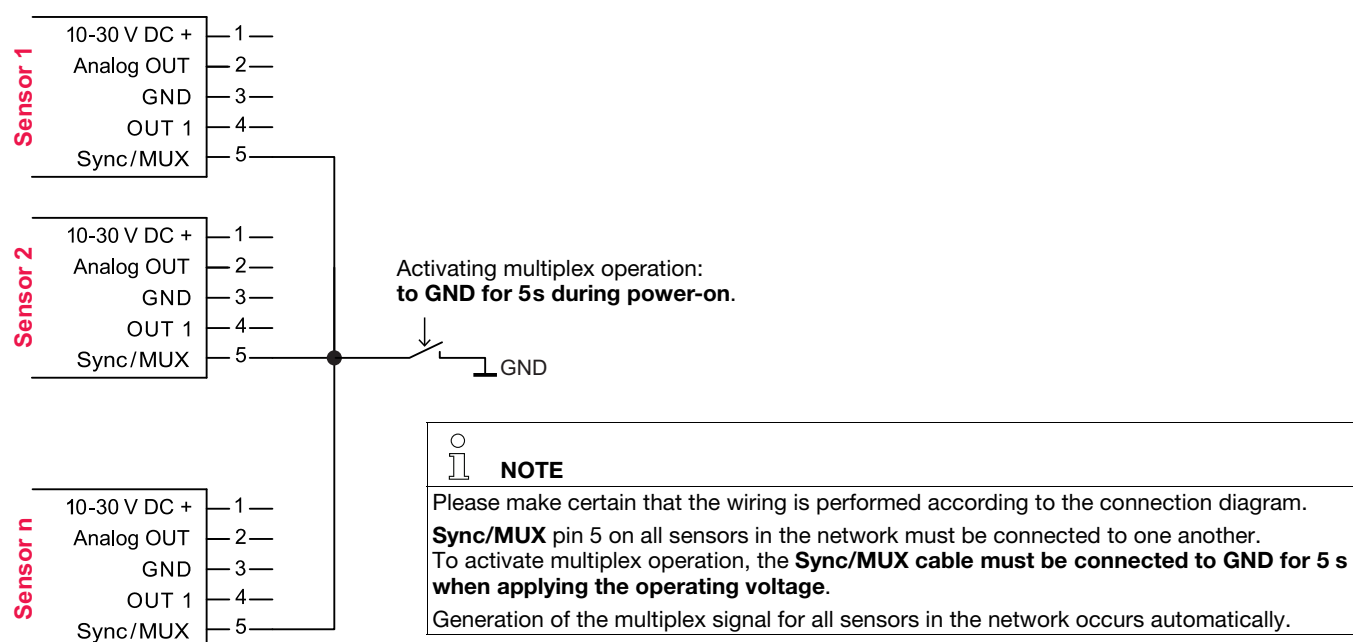 Sensor 1
10-30 V DC + 1
Analog OUT 2
GND 3
OUT 1 4
Sync/MUX 5
Sensor 2
10-30 V DC + 1
Analog OUT 2
GND 3
OUT 1 4
Sync/MUX 5
Activating multiplex operation:
to GND for 5s during power-on.
GND
Sensor n
10-30 V DC + 1
Analog OUT 2
GND 3
OUT 1 4
Sync/MUX 5
NOTE
Please make certain that the wiring is performed according to the connection diagram.
Sync/MUX pin 5 on all sensors in the network must be connected to one another.
To activate multiplex operation, the Sync/MUX cable must be connected to GND for 5 s
when applying the operating voltage.
Generation of the multiplex signal for all sensors in the network occurs automatically.